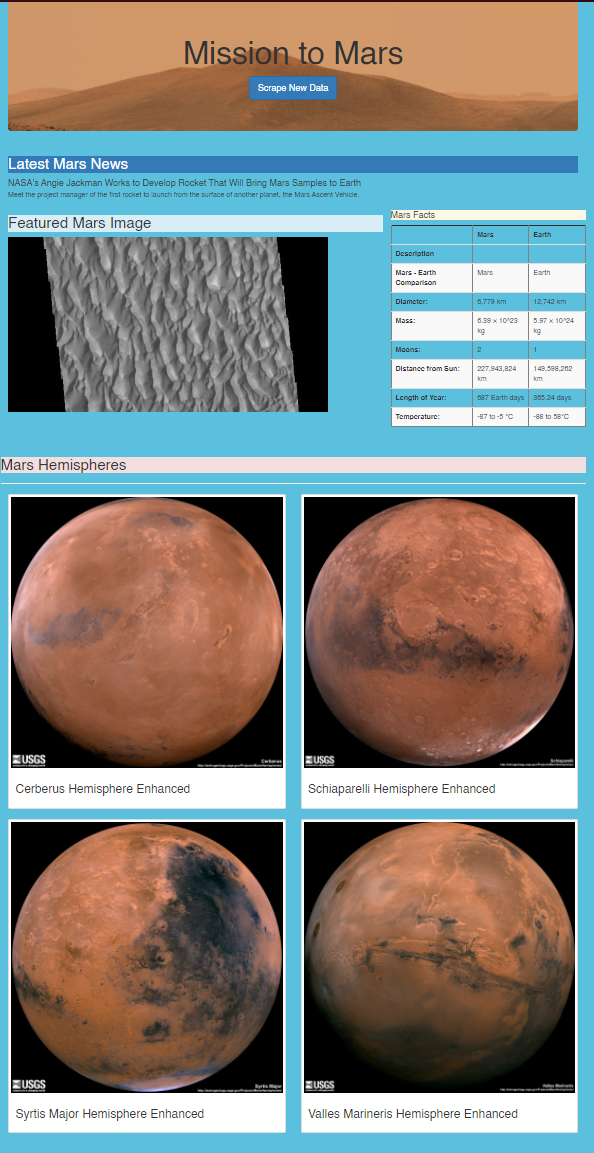 Mission to Mars
Scrape New Data
Latest Mars News
NASA's Angie Jackman Works to Develop Rocket That Will Bring Mars Samples to Earth
Meet the project manager of the first rocket to launch from the surface of another planet, the Mars Ascent Vehicle.
Featured Mars Image
Mars Facts
Mars Earth
Description
Mars - Earth Comparison Mars Earth
Diameter: 6,779 km 12,742 km
Mass: 6.39 × 10^23 kg 5.97 × 10^24 kg
Moons: 2 1
Distance from Sun: 227,943,824 km 149,598,262 km
Length of Year: 687 Earth days 365.24 days
Temperature: -87 to -5 °C -88 to 58°C
Mars Hemispheres
USGS
Cerberus
Cerberus Hemisphere Enhanced
USGS
Schiaparelli
Schiaparelli Hemisphere Enhanced
USGS
Syrtis Major
Syrtis Major Hemisphere Enhanced
USGS
Valles Marineris
Valles Marineris Hemisphere Enhanced